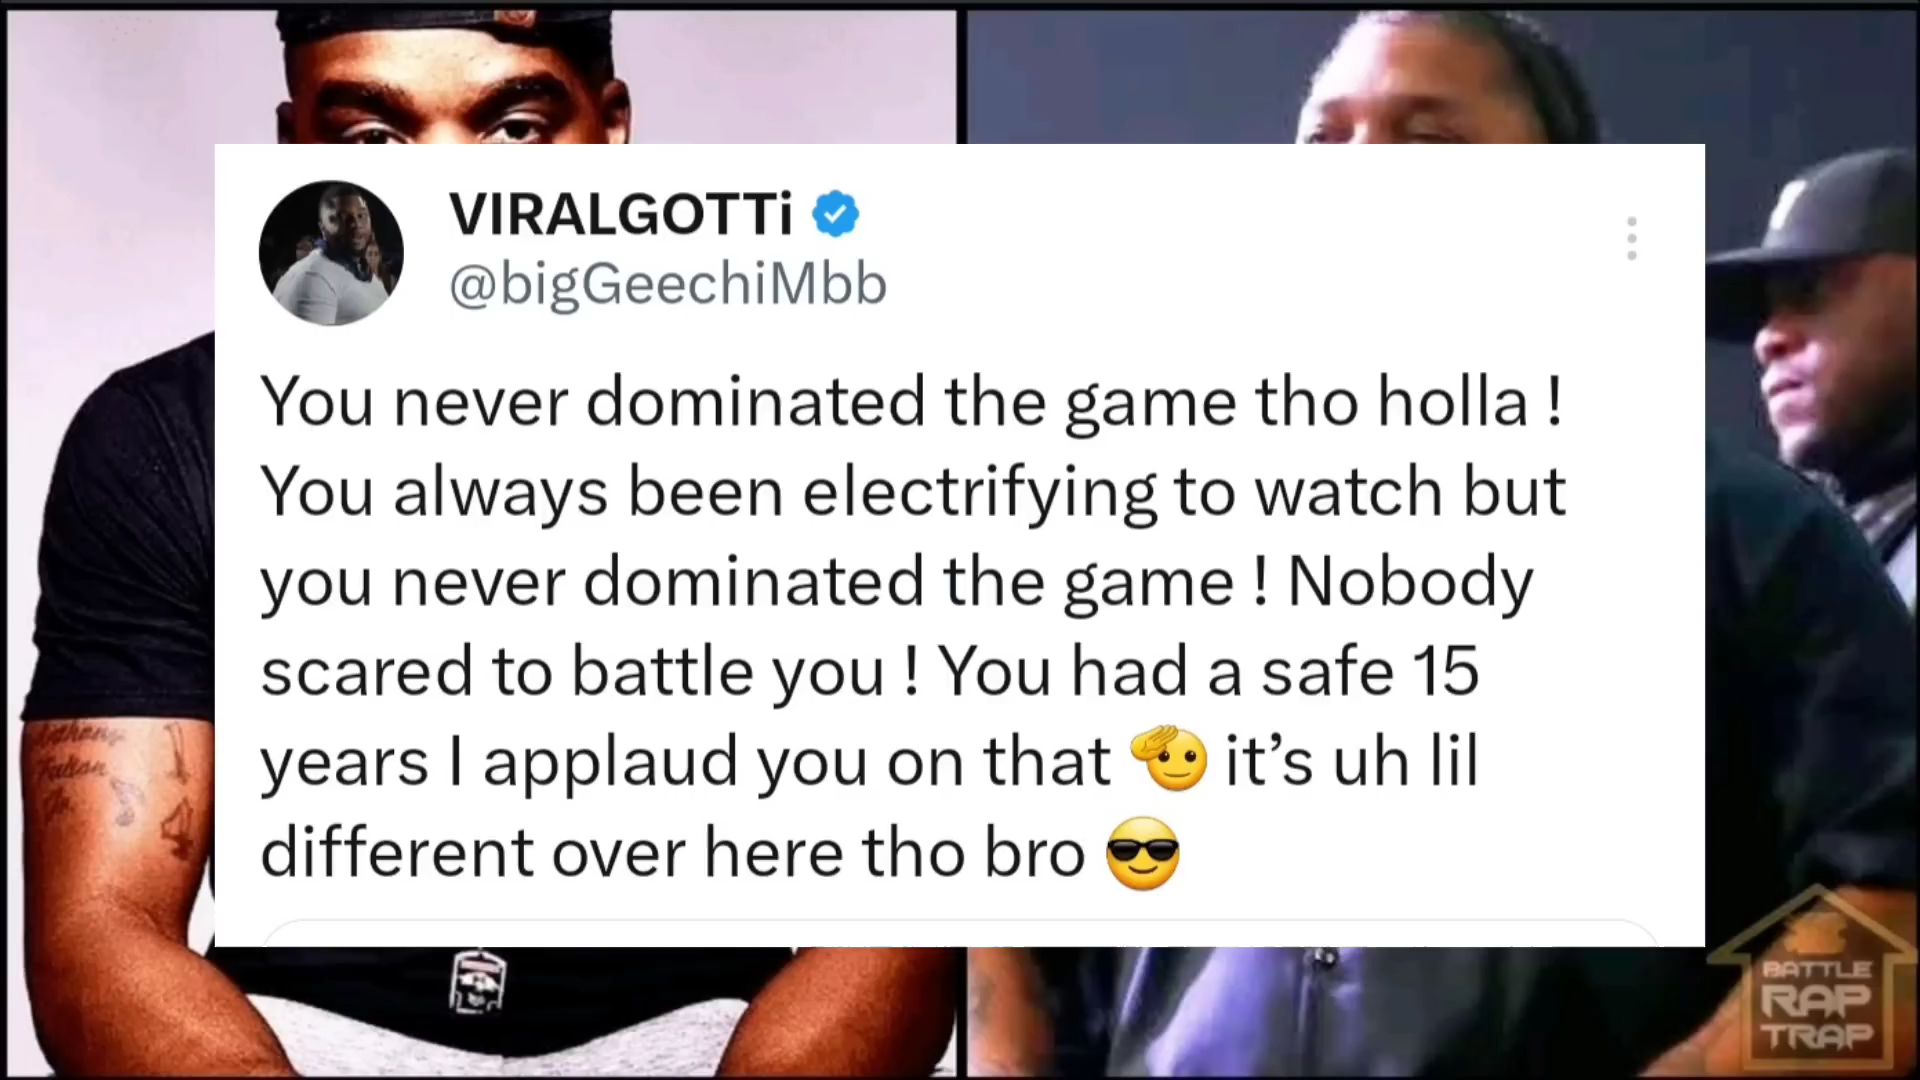 VIRALGOTTi
@bigGeechiMbb
You never dominated the game tho holla !
You always been electrifying to watch but
you never dominated the game ! Nobody
scared to battle you ! You had a safe 15
years I applaud you on that 🫡 it’s uh lil
different over here tho bro 😎
BATTLE
RAP
TRAP